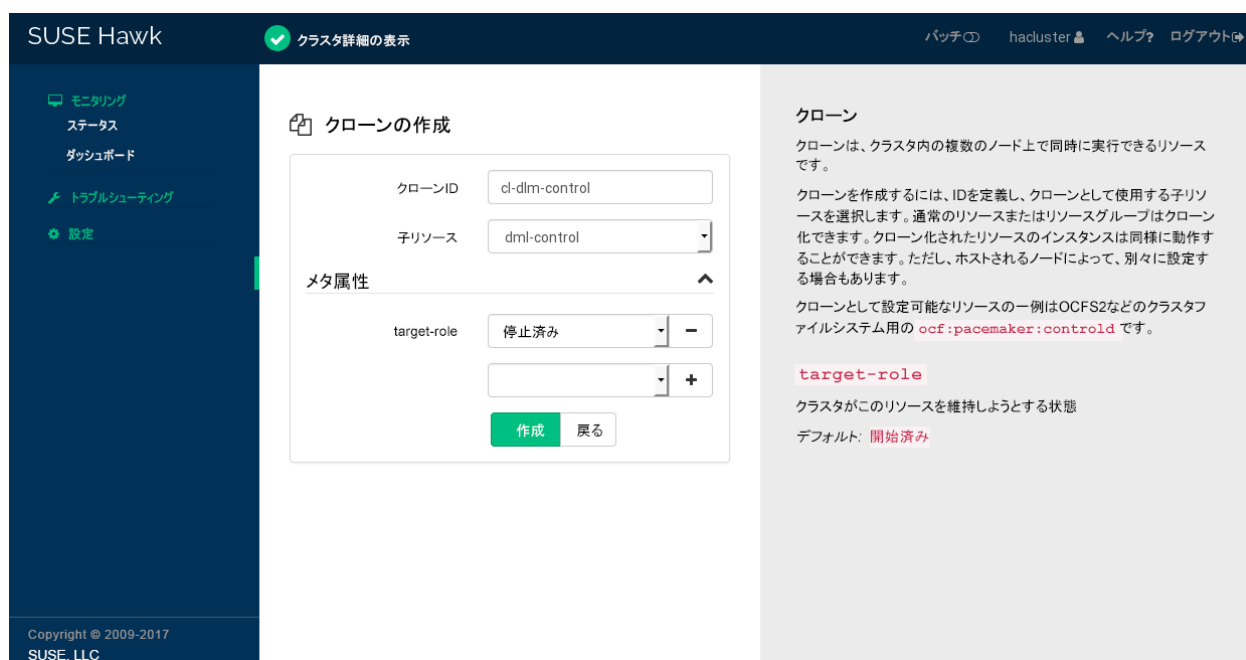 SUSE Hawk
クラスタ詳細の表示
バッチ
hacluster
ヘルプ?
ログアウト
モニタリング
ステータス
ダッシュボード
トラブルシューティング
設定
Copyright © 2009-2017
SUSE, LLC
クローンの作成
クローンID
cl-dlm-control
子リソース
dml-control
メタ属性
target-role
停止済み
作成
戻る
クローン
クローンは、クラスタ内の複数のノード上で同時に実行できるリソース
です。
クローンを作成するには、IDを定義し、クローンとして使用する子リソ
ースを選択します。通常のリソースまたはリソースグループはクローン
化できます。クローン化されたリソースのインスタンスは同様に動作す
ることができます。ただし、ホストされるノードによって、別々に設定す
る場合もあります。
クローンとして設定可能なリソースの一例はOCFS2などのクラスタフ
ァイルシステム用の ocf:pacemaker:controld です。
target-role
クラスタがこのリソースを維持しようとする状態
デフォルト: 開始済み